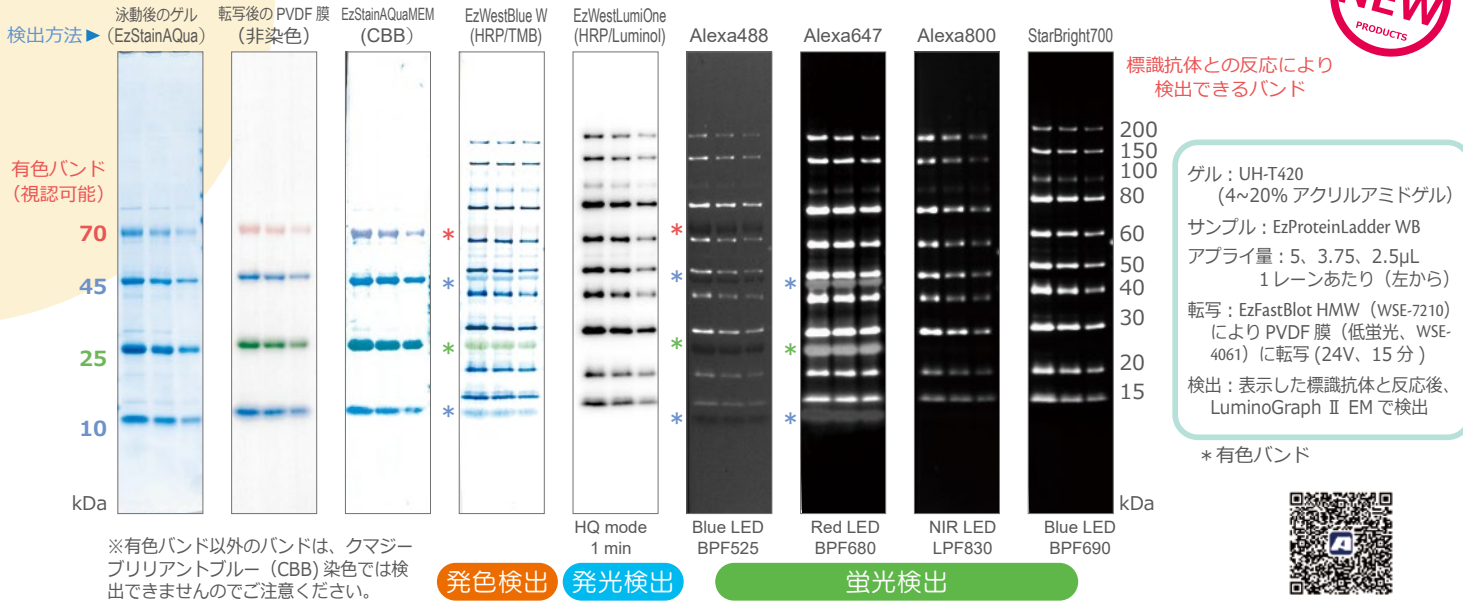 検出方法▶
泳動後のゲル
(EzStainAQua)
転写後の PVDF 膜
(非染色)
EzStainAQuaMEM
(CBB)
EzWestBlue W
(HRP/TMB)
EzWestLumiOne
(HRP/Luminol)
Alexa488
Alexa647
Alexa800
StarBright700
NEW
PRODUCTS
標識抗体との反応により
検出できるバンド
有色バンド
(視認可能)
70
45
25
10
kDa
*
*
*
*
*
*
*
*
*
*
*
200
150
100
80
60
50
40
30
20
15
kDa
ゲル：UH-T420
(4~20% アクリルアミドゲル)
サンプル：EzProteinLadder WB
アプライ量：5、3.75、2.5µL
1 レーンあたり（左から）
転写：EzFastBlot HMW（WSE-7210）
により PVDF 膜（低蛍光、WSE-
4061）に転写 (24V、15 分 )
検出：表示した標識抗体と反応後、
LuminoGraph Ⅱ EM で検出
＊有色バンド
HQ mode
1 min
Blue LED
BPF525
Red LED
BPF680
NIR LED
LPF830
Blue LED
BPF690
※有色バンド以外のバンドは、クマジー
ブリリアントブルー（CBB) 染色では検
出できませんのでご注意ください。
発色検出
発光検出
蛍光検出